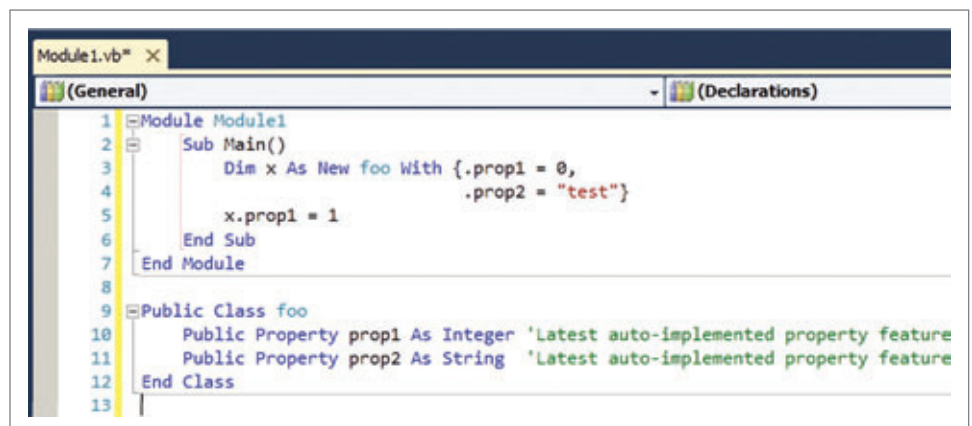 Module1.vb*
(General) (Declarations)
1 Module Module1
2 Sub Main()
3 Dim x As New foo With {.prop1 = 0,
4 .prop2 = "test"}
5 x.prop1 = 1
6 End Sub
7 End Module
8
9 Public Class foo
10 Public Property prop1 As Integer 'Latest auto-implemented property feature
11 Public Property prop2 As String 'Latest auto-implemented property feature
12 End Class
13